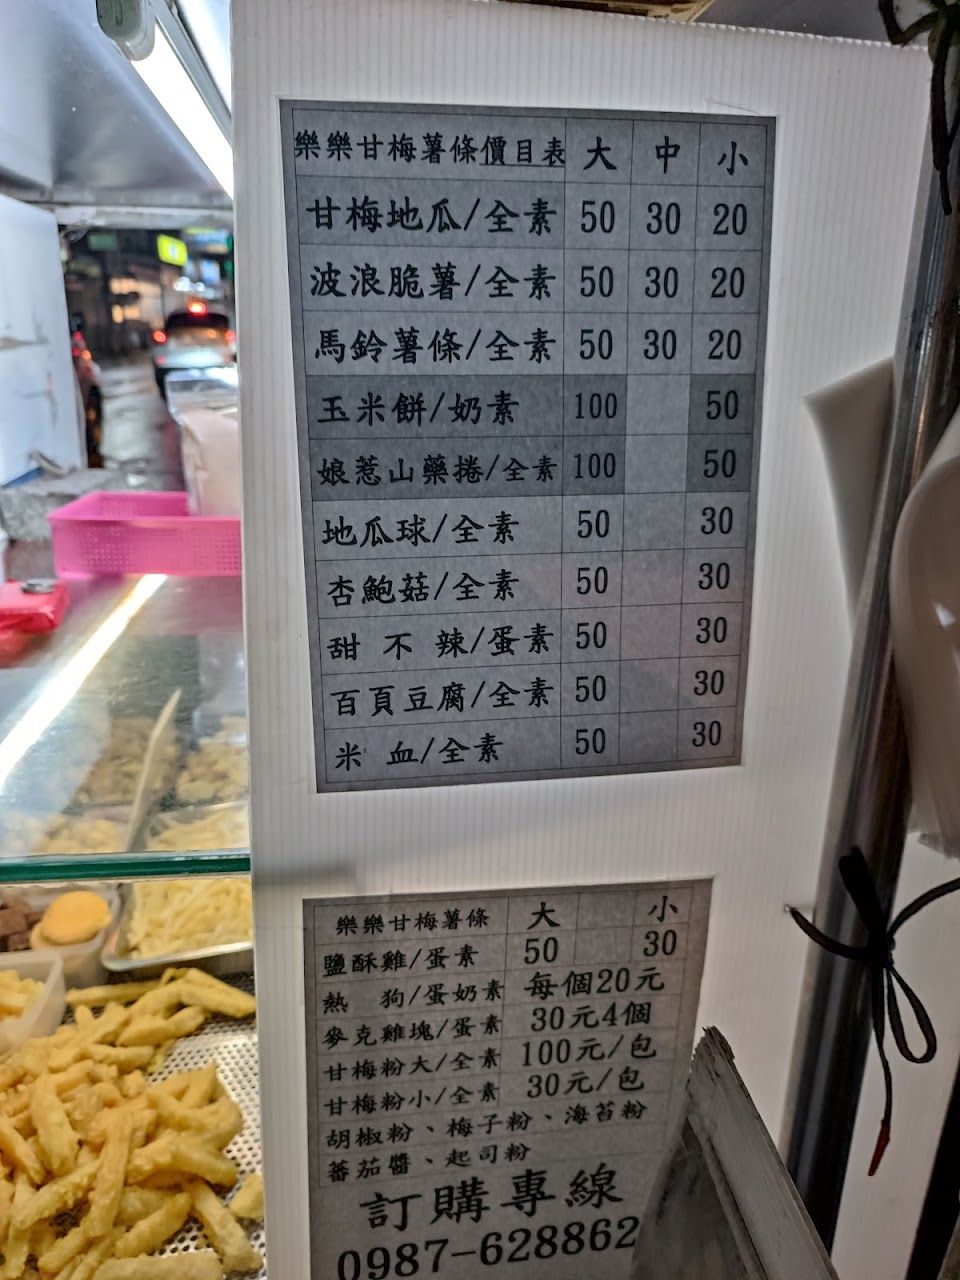 樂樂甘梅薯條價目表 大 中 小
甘梅地瓜/全素 50 30 20
波浪脆薯/全素 50 30 20
馬鈴薯條/全素 50 30 20
玉米餅/奶素 100 50
娘惹山藥捲/全素 100 50
地瓜球/全素 50 30
杏鮑菇/全素 50 30
甜不辣/蛋素 50 30
百頁豆腐/全素 50 30
米血/全素 50 30
樂樂甘梅薯條 大 小
鹽酥雞/蛋素 50 30
熱狗/蛋奶素 每個20元
麥克雞塊/蛋素 30元4個
甘梅粉大/全素 100元/包
甘梅粉小/全素 30元/包
胡椒粉、梅子粉、海苔粉
蕃茄醬、起司粉
訂購專線
0987-628862